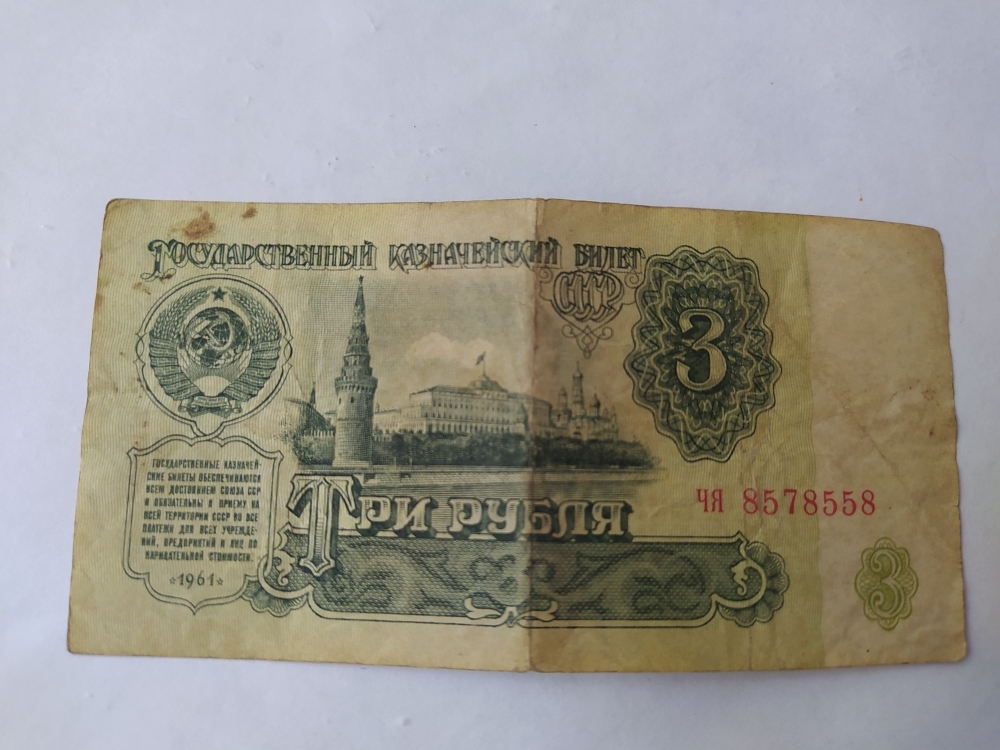 ГОСУДАРСТВЕННЫЙ КАЗНАЧЕЙСКИЙ БИЛЕТ
СССР
3
ГОСУДАРСТВЕННЫЕ КАЗНАЧЕЙ-
СКИЕ БИЛЕТЫ ОБЕСПЕЧИВАЮТСЯ
ВСЕМ ДОСТОЯНИЕМ СОЮЗА ССР
И ОБЯЗАТЕЛЬНЫ К ПРИЕМУ НА
ВСЕЙ ТЕРРИТОРИИ СССР ВО ВСЕ
ПЛАТЕЖИ ДЛЯ ВСЕХ УЧРЕЖДЕ-
НИЙ, ПРЕДПРИЯТИЙ И ЛИЦ ПО
НАРИЦАТЕЛЬНОЙ СТОИМОСТИ.
1961
ТРИ РУБЛЯ
ЧЯ 8578558
3